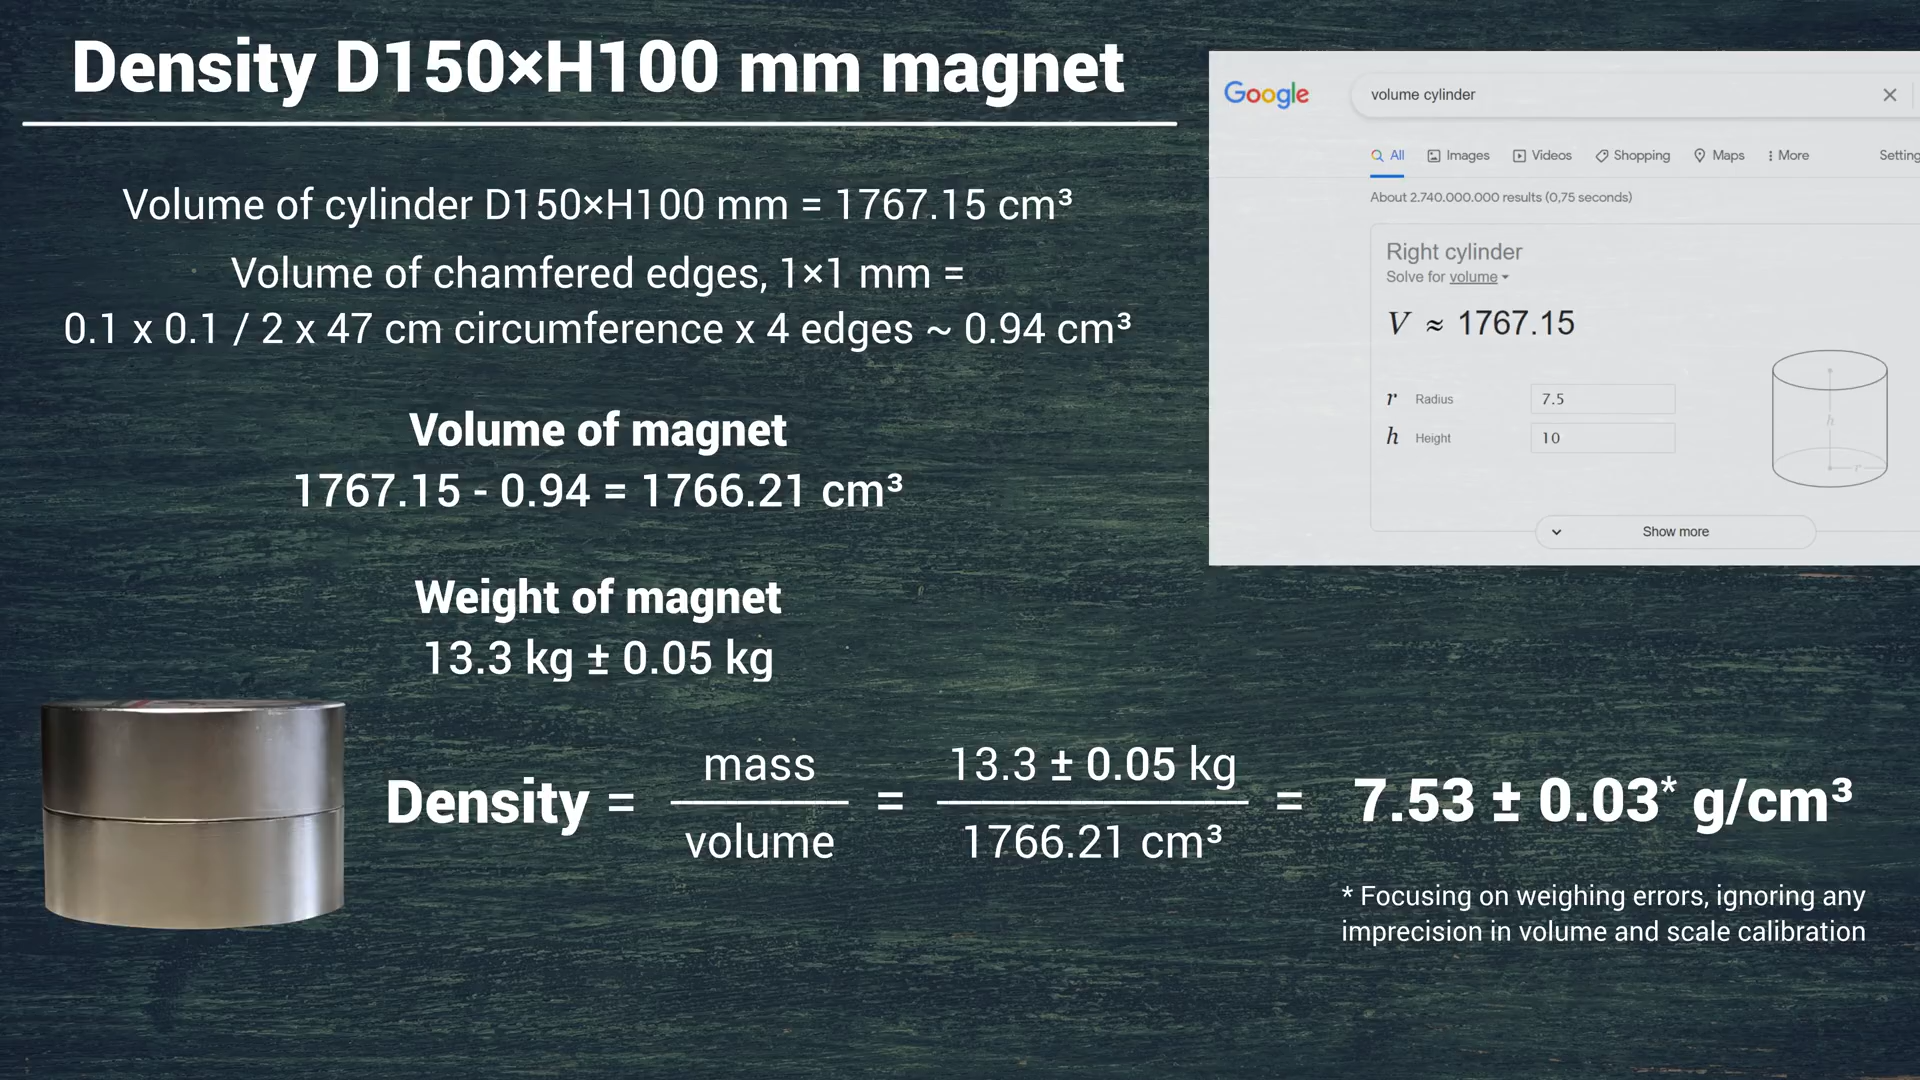 Density D150×H100 mm magnet
Volume of cylinder D150×H100 mm = 1767.15 cm³
Volume of chamfered edges, 1×1 mm =
0.1 x 0.1 / 2 x 47 cm circumference x 4 edges ~ 0.94 cm³
Volume of magnet
1767.15 - 0.94 = 1766.21 cm³
Weight of magnet
13.3 kg ± 0.05 kg
Density = mass / volume = 13.3 ± 0.05 kg / 1766.21 cm³ = 7.53 ± 0.03* g/cm³
* Focusing on weighing errors, ignoring any
imprecision in volume and scale calibration
Google
volume cylinder
All Images Videos Shopping Maps More Setting
About 2.740.000.000 results (0,75 seconds)
Right cylinder
Solve for volume
V ≈ 1767.15
r Radius 7.5
h Height 10
h
r
Show more